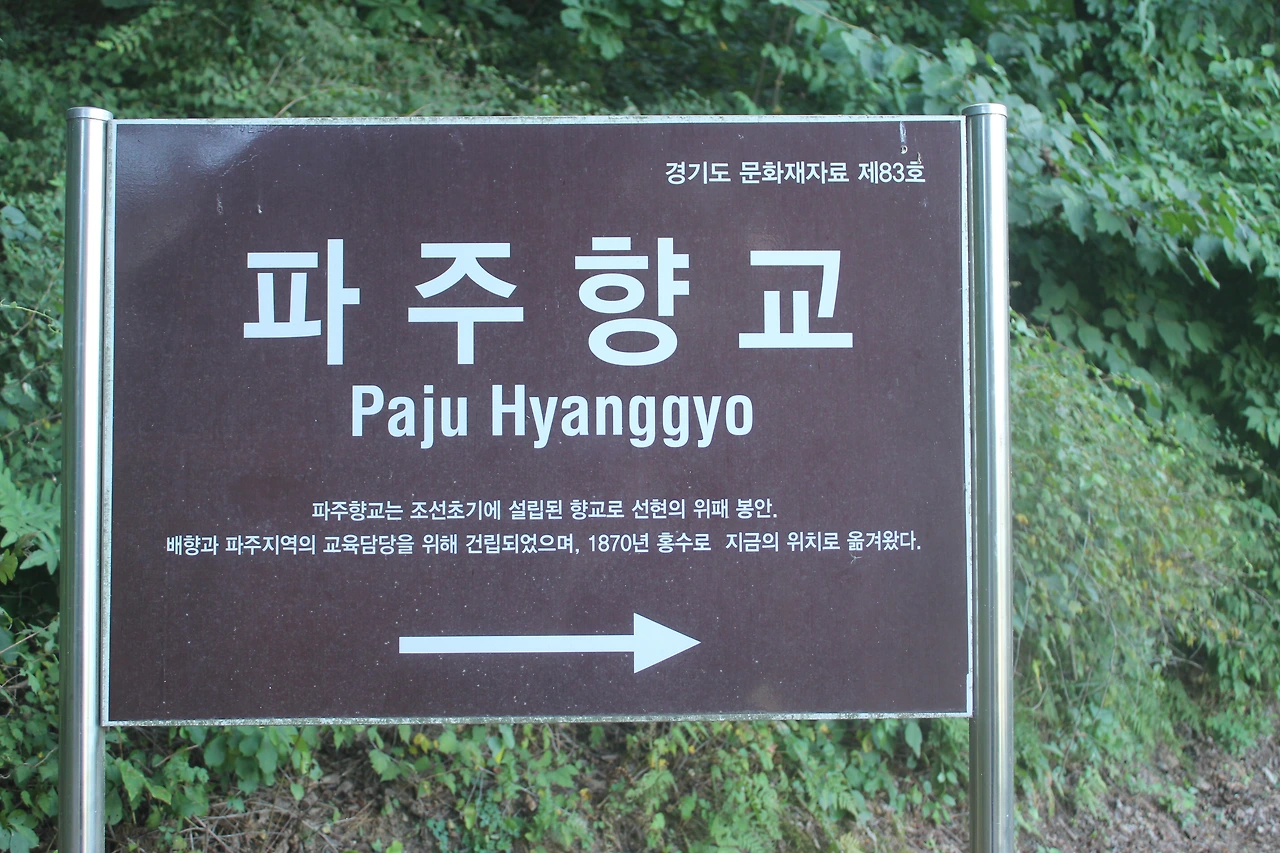 경기도 문화재자료 제83호
파주향교
Paju Hyanggyo
파주향교는 조선초기에 설립된 향교로 선현의 위패 봉안.
배향과 파주지역의 교육담당을 위해 건립되었으며, 1870년 홍수로 지금의 위치로 옮겨왔다.